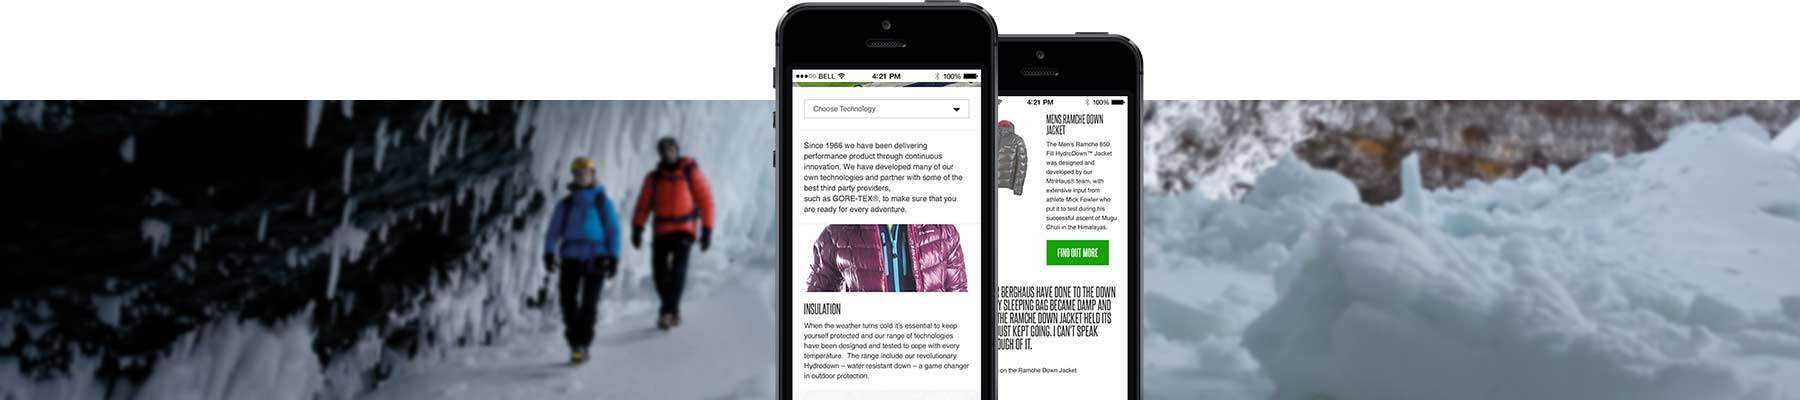 BELL 4:21 PM 100%
Choose Technology
Since 1966 we have been delivering
performance product through continuous
innovation. We have developed many of our
own technologies and partner with some of the
best third party providers,
such as GORE-TEX®, to make sure that you
are ready for every adventure.
INSULATION
When the weather turns cold it's essential to keep
yourself protected and our range of technologies
have been designed and tested to cope with every
temperature. The range include our revolutionary
Hydrodown – water resistant down – a game changer
in outdoor protection.
4:21 PM 100%
MENS RAMCHE DOWN
JACKET
The Men's Ramche 850
Fill HydroDown™ Jacket
was designed and
developed by our
MtnHaus® team, with
extensive input from
athlete Mick Fowler who
put it to test during his
successful ascent of Mugu
Chuli in the Himalayas.
FIND OUT MORE
BERGHAUS HAVE DONE TO THE DOWN
SLEEPING BAG BECAME DAMP AND
THE RAMCHE DOWN JACKET HELD ITS
JUST KEPT GOING. I CAN'T SPEAK
OF IT.
on the Ramche Down Jacket